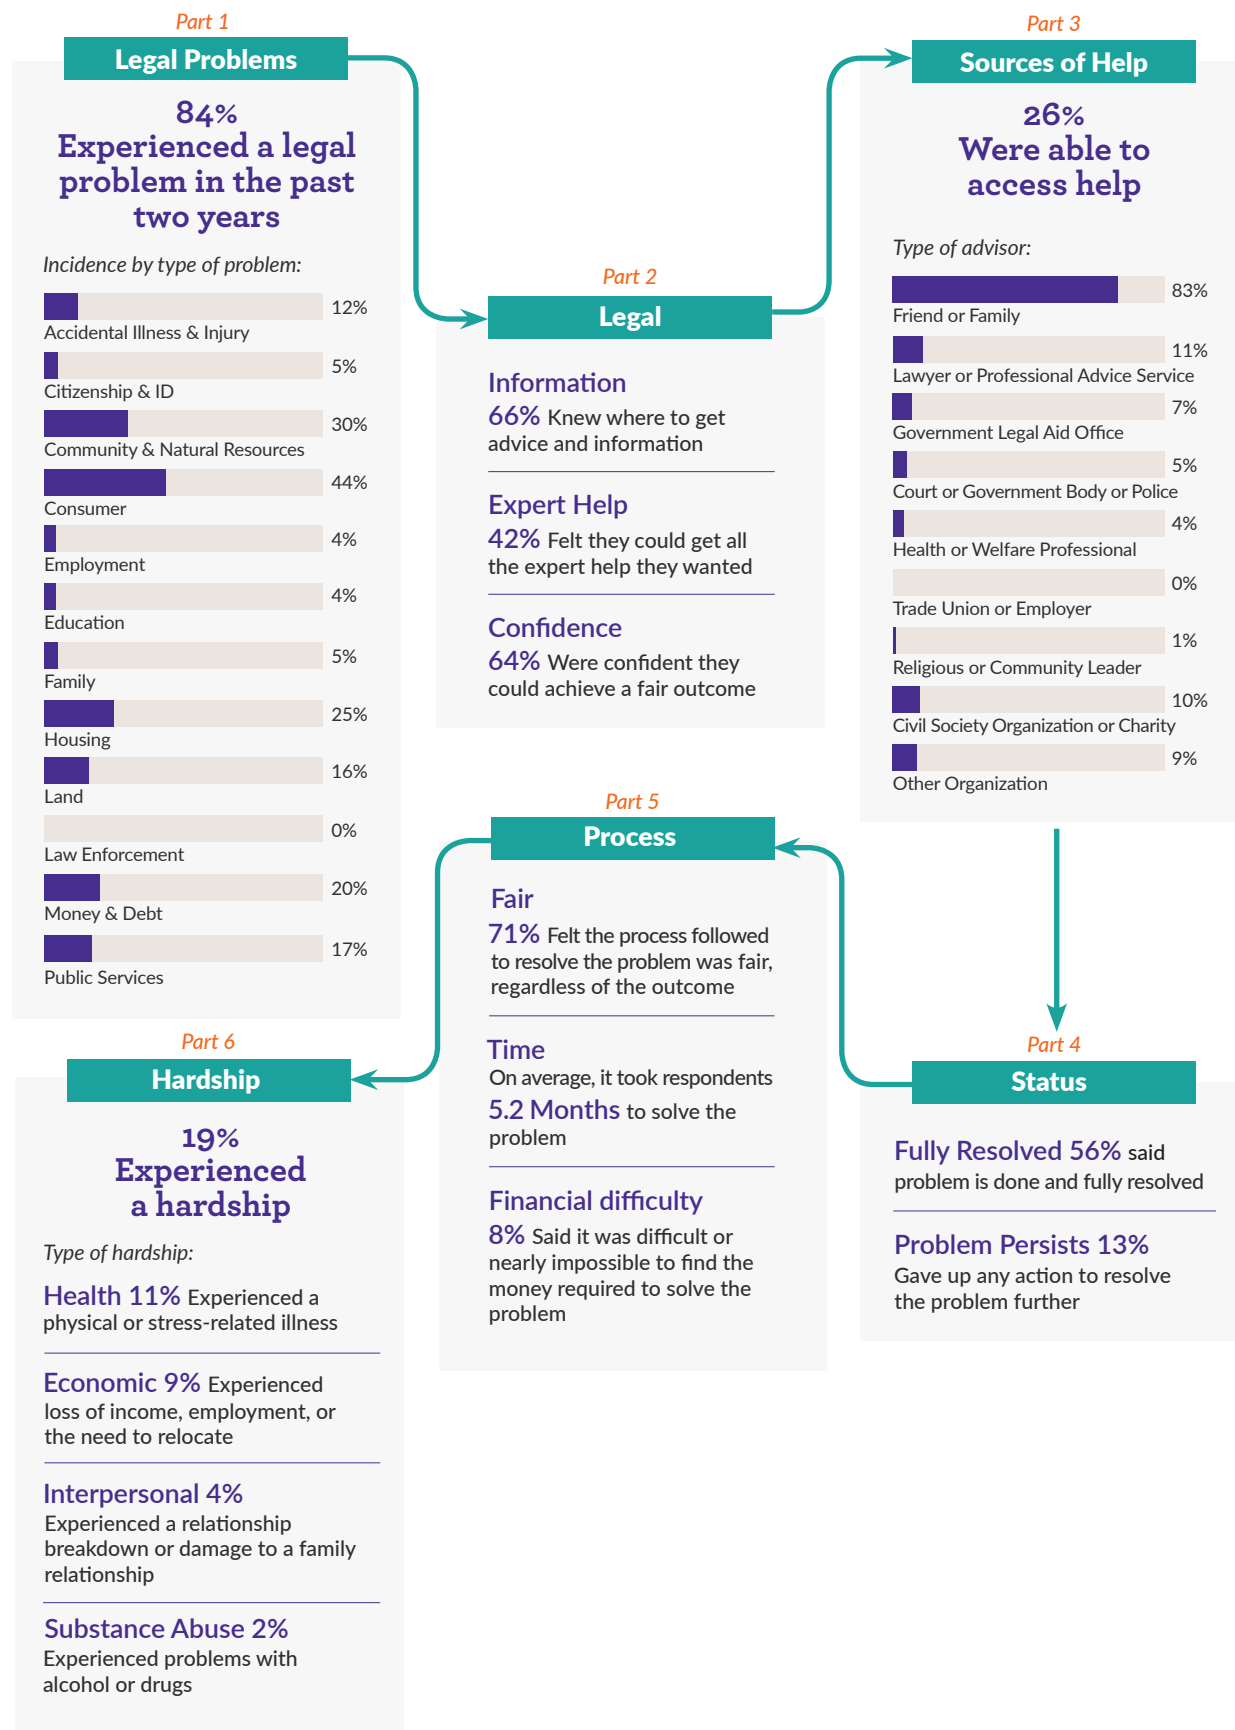 Part 1
Legal Problems
84%
Experienced a legal
problem in the past
two years
Incidence by type of problem:
12%
Accidental Illness & Injury
5%
Citizenship & ID
30%
Community & Natural Resources
44%
Consumer
4%
Employment
4%
Education
5%
Family
25%
Housing
16%
Land
0%
Law Enforcement
20%
Money & Debt
17%
Public Services
Part 2
Legal
Information
66% Knew where to get
advice and information
Expert Help
42% Felt they could get all
the expert help they wanted
Confidence
64% Were confident they
could achieve a fair outcome
Part 3
Sources of Help
26%
Were able to
access help
Type of advisor:
83%
Friend or Family
11%
Lawyer or Professional Advice Service
7%
Government Legal Aid Office
5%
Court or Government Body or Police
4%
Health or Welfare Professional
0%
Trade Union or Employer
1%
Religious or Community Leader
10%
Civil Society Organization or Charity
9%
Other Organization
Part 4
Status
Fully Resolved 56% said
problem is done and fully resolved
Problem Persists 13%
Gave up any action to resolve
the problem further
Part 5
Process
Fair
71% Felt the process followed
to resolve the problem was fair,
regardless of the outcome
Time
On average, it took respondents
5.2 Months to solve the
problem
Financial difficulty
8% Said it was difficult or
nearly impossible to find the
money required to solve the
problem
Part 6
Hardship
19%
Experienced
a hardship
Type of hardship:
Health 11% Experienced a
physical or stress-related illness
Economic 9% Experienced
loss of income, employment, or
the need to relocate
Interpersonal 4%
Experienced a relationship
breakdown or damage to a family
relationship
Substance Abuse 2%
Experienced problems with
alcohol or drugs